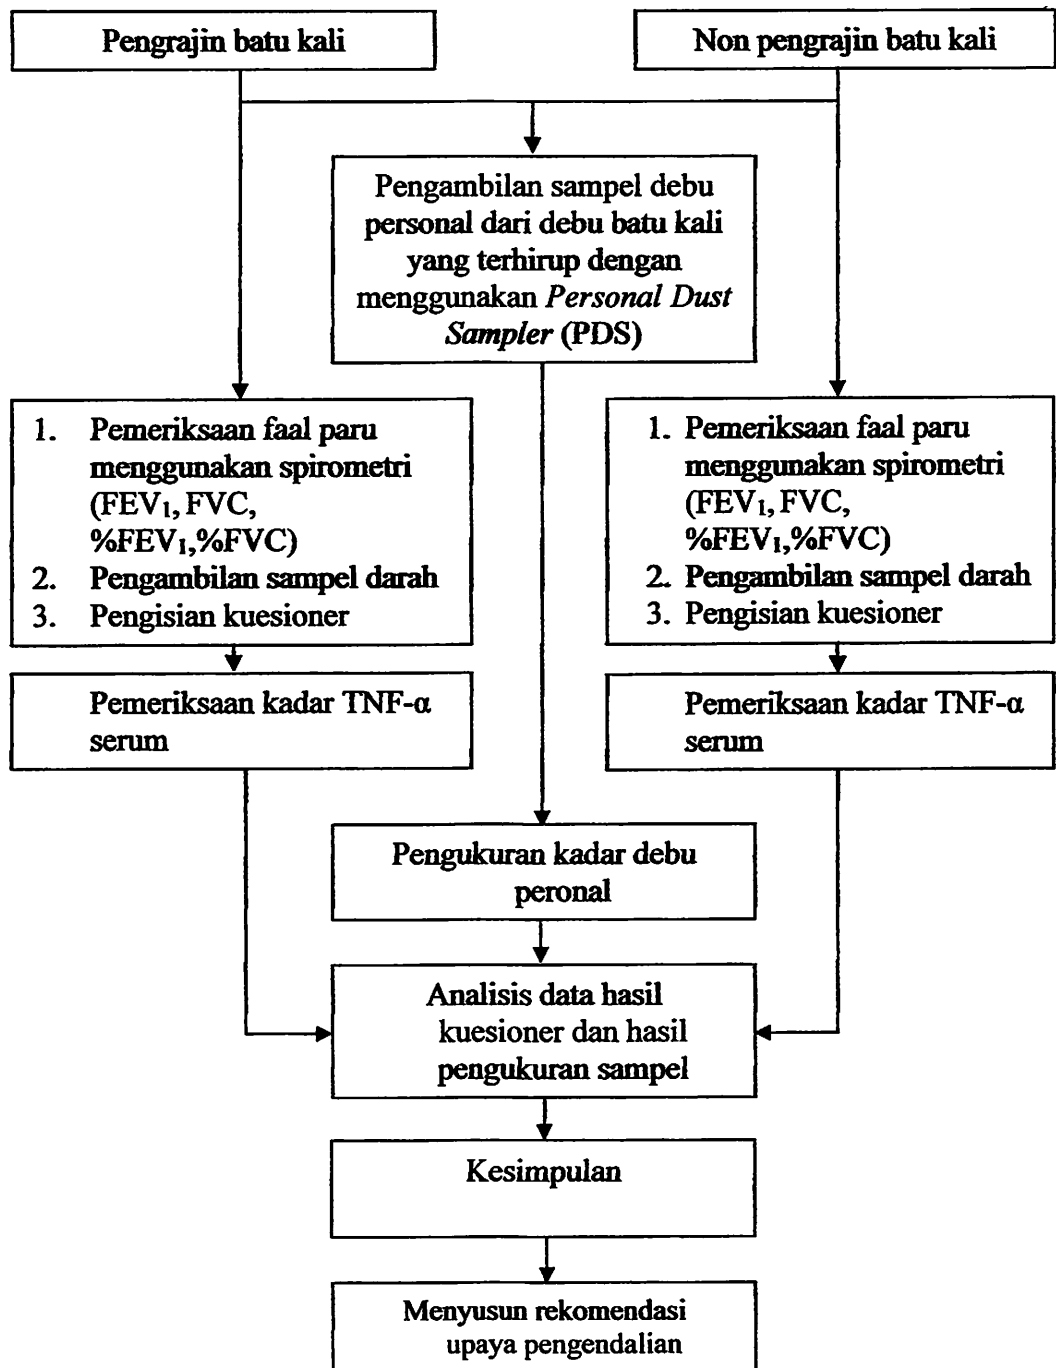 Pengrajin batu kali
Non pengrajin batu kali
Pengambilan sampel debu
personal dari debu batu kali
yang terhirup dengan
menggunakan Personal Dust
Sampler (PDS)
1. Pemeriksaan faal paru
menggunakan spirometri
(FEV₁, FVC,
%FEV₁,%FVC)
2. Pengambilan sampel darah
3. Pengisian kuesioner
1. Pemeriksaan faal paru
menggunakan spirometri
(FEV₁, FVC,
%FEV₁,%FVC)
2. Pengambilan sampel darah
3. Pengisian kuesioner
Pemeriksaan kadar TNF-α
serum
Pemeriksaan kadar TNF-α
serum
Pengukuran kadar debu
peronal
Analisis data hasil
kuesioner dan hasil
pengukuran sampel
Kesimpulan
Menyusun rekomendasi
upaya pengendalian